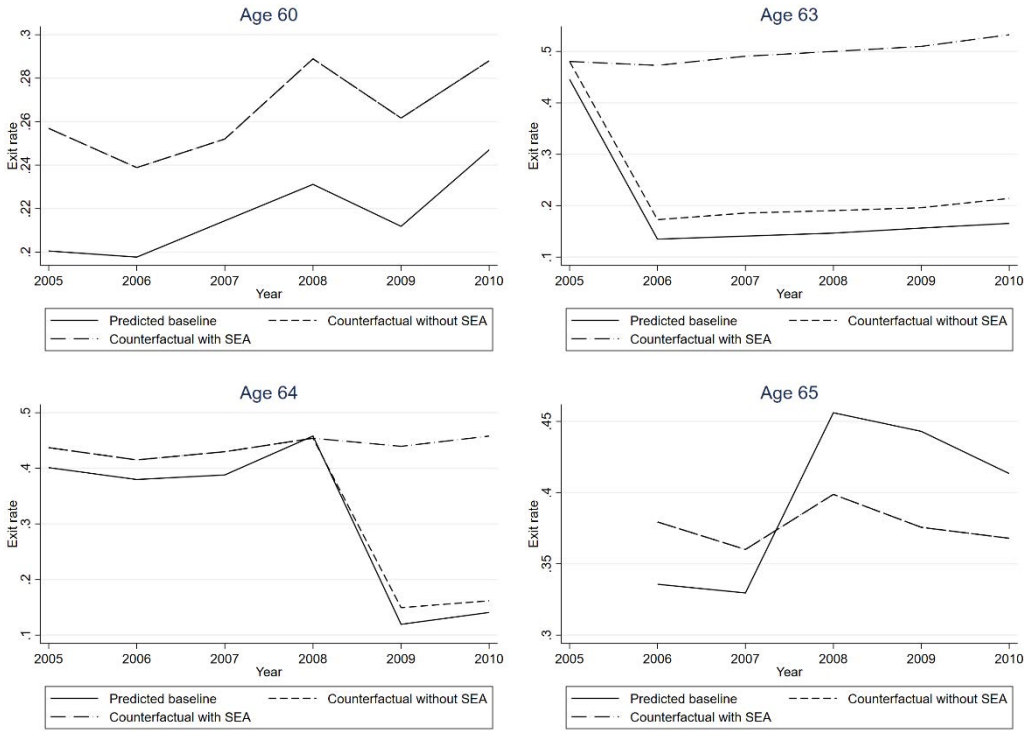 Age 60
.3
.28
.26
.24
.22
.2
Exit rate
2005 2006 2007 2008 2009 2010
Year
Predicted baseline Counterfactual without SEA
Counterfactual with SEA
Age 63
.5
.4
.3
.2
.1
Exit rate
2005 2006 2007 2008 2009 2010
Year
Predicted baseline Counterfactual without SEA
Counterfactual with SEA
Age 64
.5
.4
.3
.2
.1
Exit rate
2005 2006 2007 2008 2009 2010
Year
Predicted baseline Counterfactual without SEA
Counterfactual with SEA
Age 65
.45
.4
.35
.3
Exit rate
2005 2006 2007 2008 2009 2010
Year
Predicted baseline Counterfactual without SEA
Counterfactual with SEA